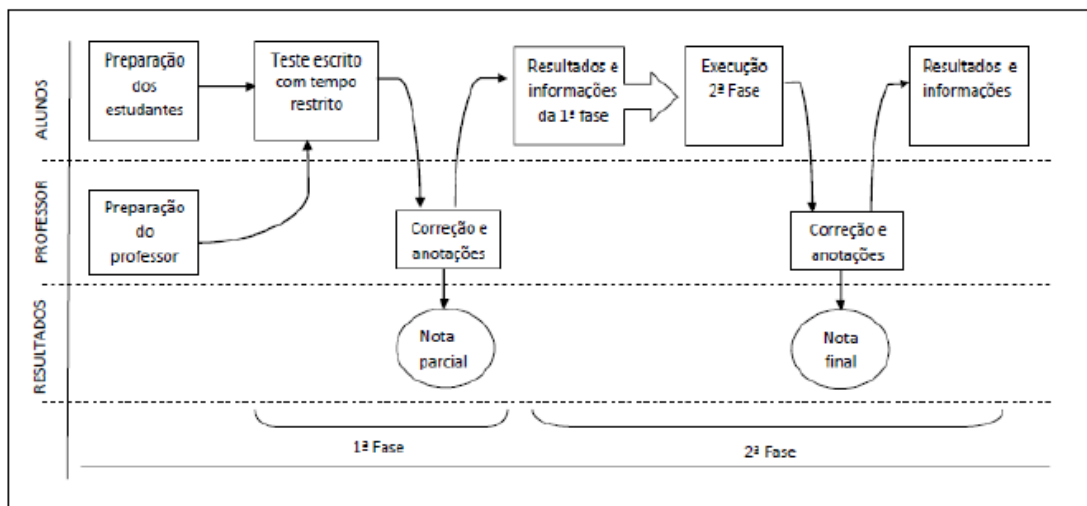 ALUNOS
Preparação
dos
estudantes
Teste escrito
com tempo
restrito
Resultados e
informações
da 1ª fase
Execução
2ª Fase
Resultados e
informações
PROFESSOR
Preparação
do
professor
Correção e
anotações
Correção e
anotações
RESULTADOS
Nota
parcial
Nota
final
1ª Fase
2ª Fase